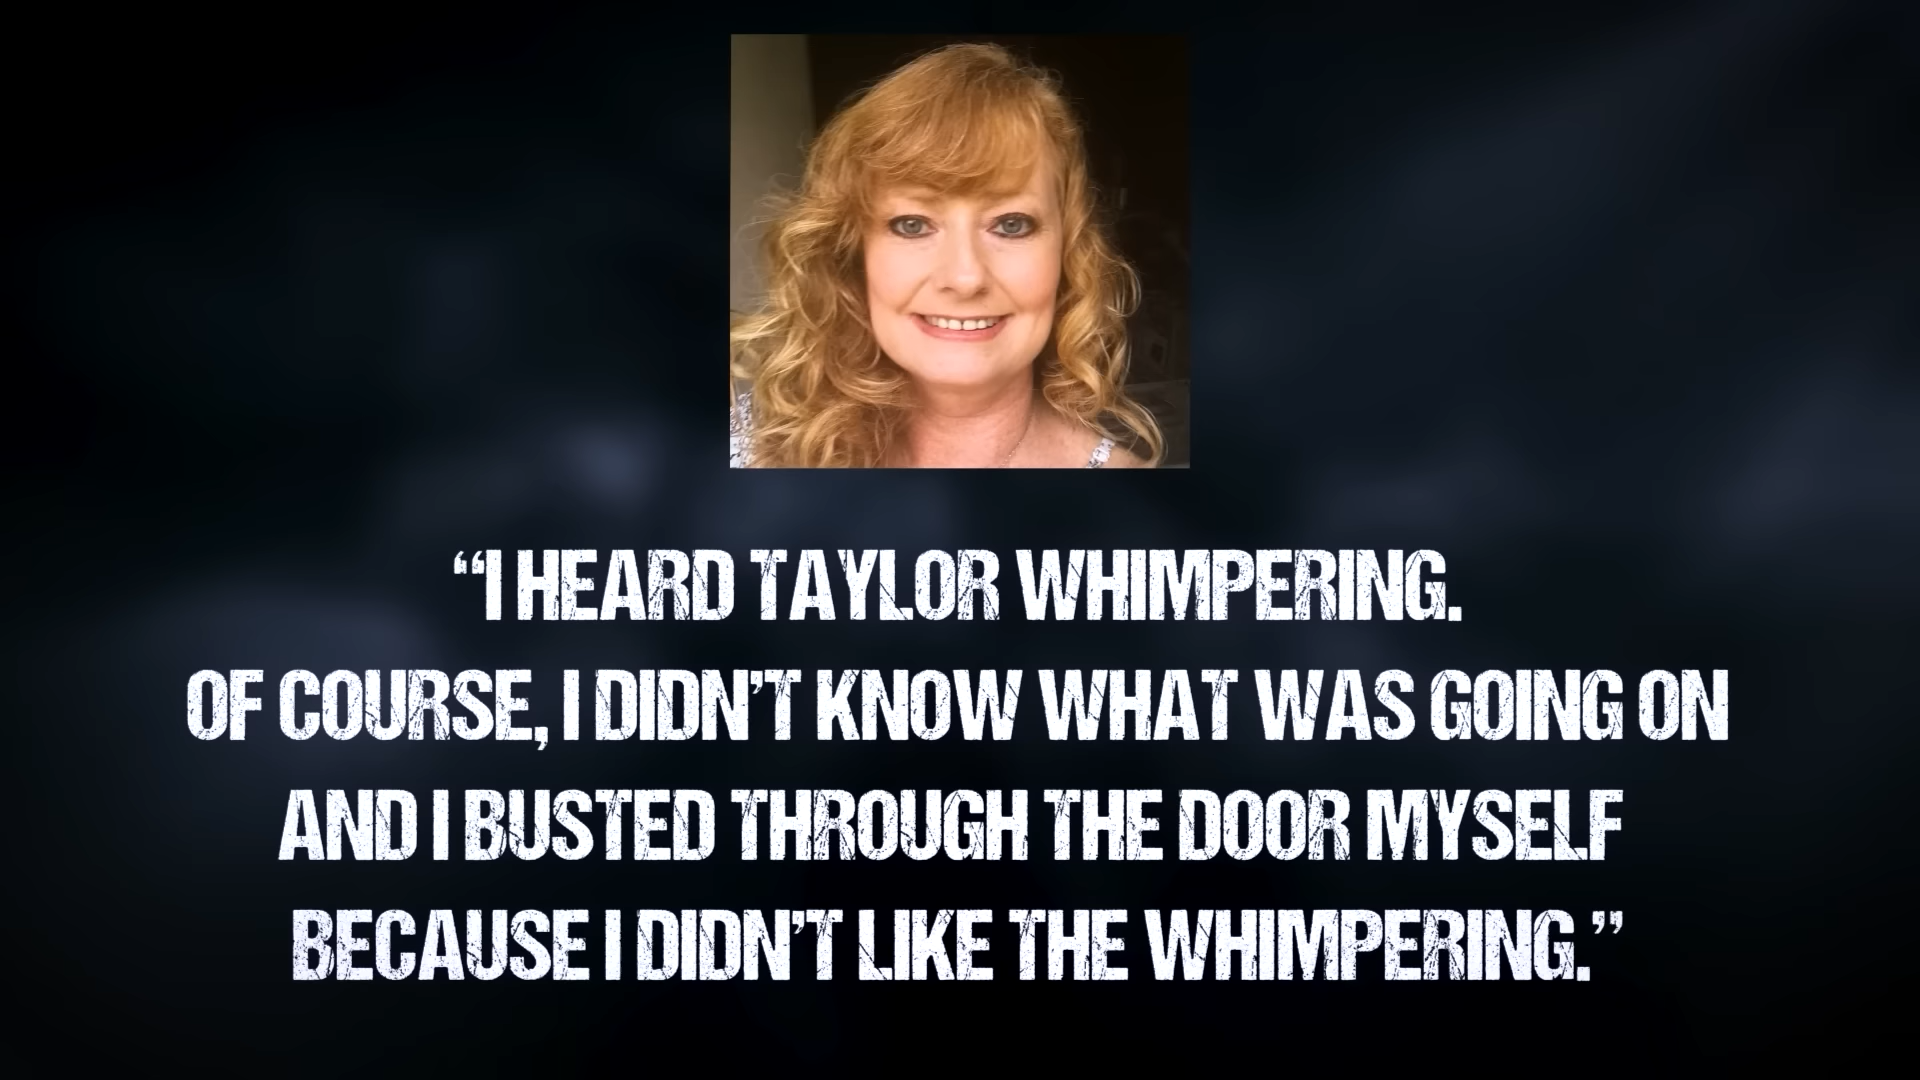 “I HEARD TAYLOR WHIMPERING.
OF COURSE, I DIDN’T KNOW WHAT WAS GOING ON
AND I BUSTED THROUGH THE DOOR MYSELF
BECAUSE I DIDN’T LIKE THE WHIMPERING.”